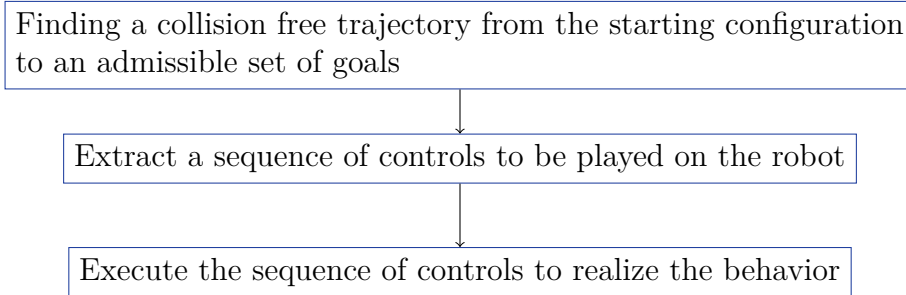 Finding a collision free trajectory from the starting configuration
to an admissible set of goals
Extract a sequence of controls to be played on the robot
Execute the sequence of controls to realize the behavior